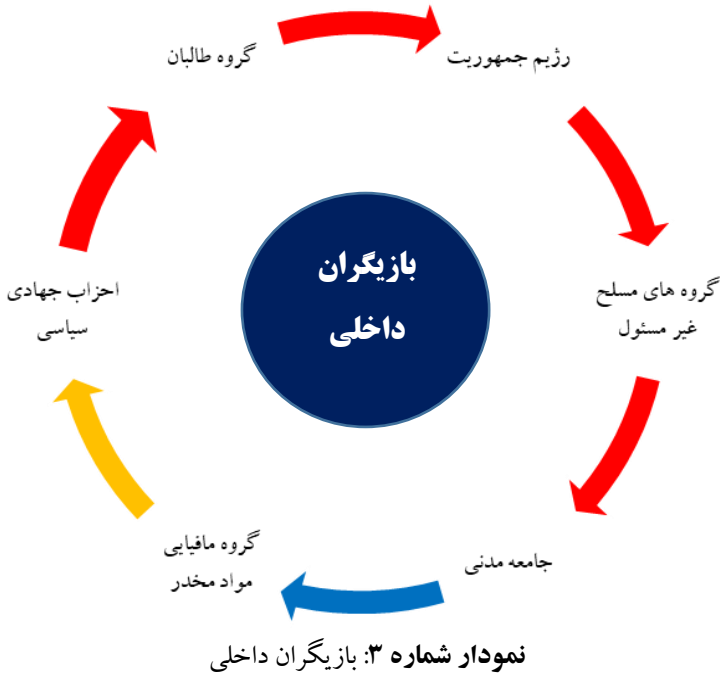 گروه طالبان
رژیم جمهوریت
گروه های مسلح
غیر مسئول
جامعه مدنی
گروه مافیایی
مواد مخدر
احزاب جهادی
سیاسی
بازیگران
داخلی
نمودار شماره ۳: بازیگران داخلی